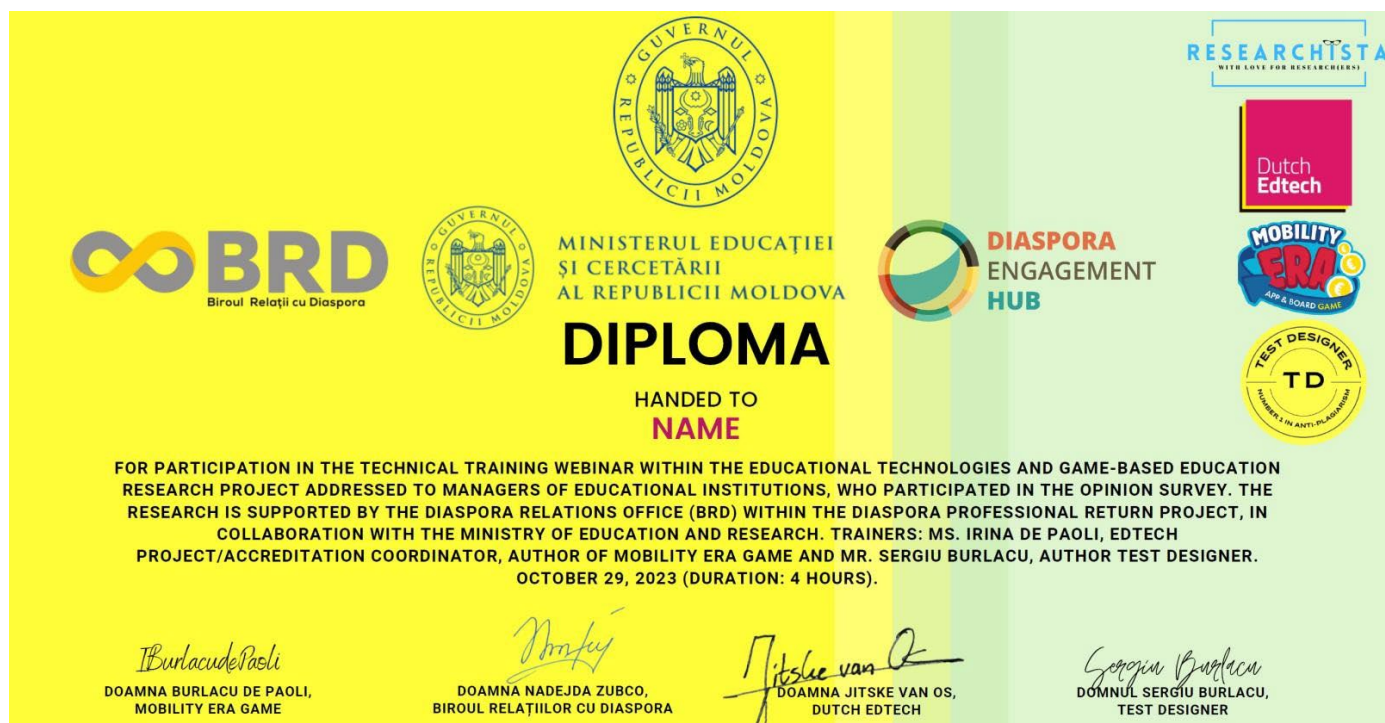 GUVERNUL REPUBLICII MOLDOVA
RESEARCHISTA
WITH LOVE FOR RESEARCH(ERS)
Dutch
Edtech
MOBILITY
ERA
APP & BOARD GAME
TEST DESIGNER
TD
NUMBER 1 IN ANTI-PLAGIARISM
BRD
Biroul Relații cu Diaspora
GUVERNUL REPUBLICII MOLDOVA
MINISTERUL EDUCAȚIEI
ȘI CERCETĂRII
AL REPUBLICII MOLDOVA
DIASPORA
ENGAGEMENT
HUB
DIPLOMA
HANDED TO
NAME
FOR PARTICIPATION IN THE TECHNICAL TRAINING WEBINAR WITHIN THE EDUCATIONAL TECHNOLOGIES AND GAME-BASED EDUCATION
RESEARCH PROJECT ADDRESSED TO MANAGERS OF EDUCATIONAL INSTITUTIONS, WHO PARTICIPATED IN THE OPINION SURVEY. THE
RESEARCH IS SUPPORTED BY THE DIASPORA RELATIONS OFFICE (BRD) WITHIN THE DIASPORA PROFESSIONAL RETURN PROJECT, IN
COLLABORATION WITH THE MINISTRY OF EDUCATION AND RESEARCH. TRAINERS: MS. IRINA DE PAOLI, EDTECH
PROJECT/ACCREDITATION COORDINATOR, AUTHOR OF MOBILITY ERA GAME AND MR. SERGIU BURLACU, AUTHOR TEST DESIGNER.
OCTOBER 29, 2023 (DURATION: 4 HOURS).
IBurlacudePaoli
DOAMNA BURLACU DE PAOLI,
MOBILITY ERA GAME
DOAMNA NADEJDA ZUBCO,
BIROUL RELAȚIILOR CU DIASPORA
Jitske van Os
DOAMNA JITSKE VAN OS,
DUTCH EDTECH
Sergiu Burlacu
DOMNUL SERGIU BURLACU,
TEST DESIGNER